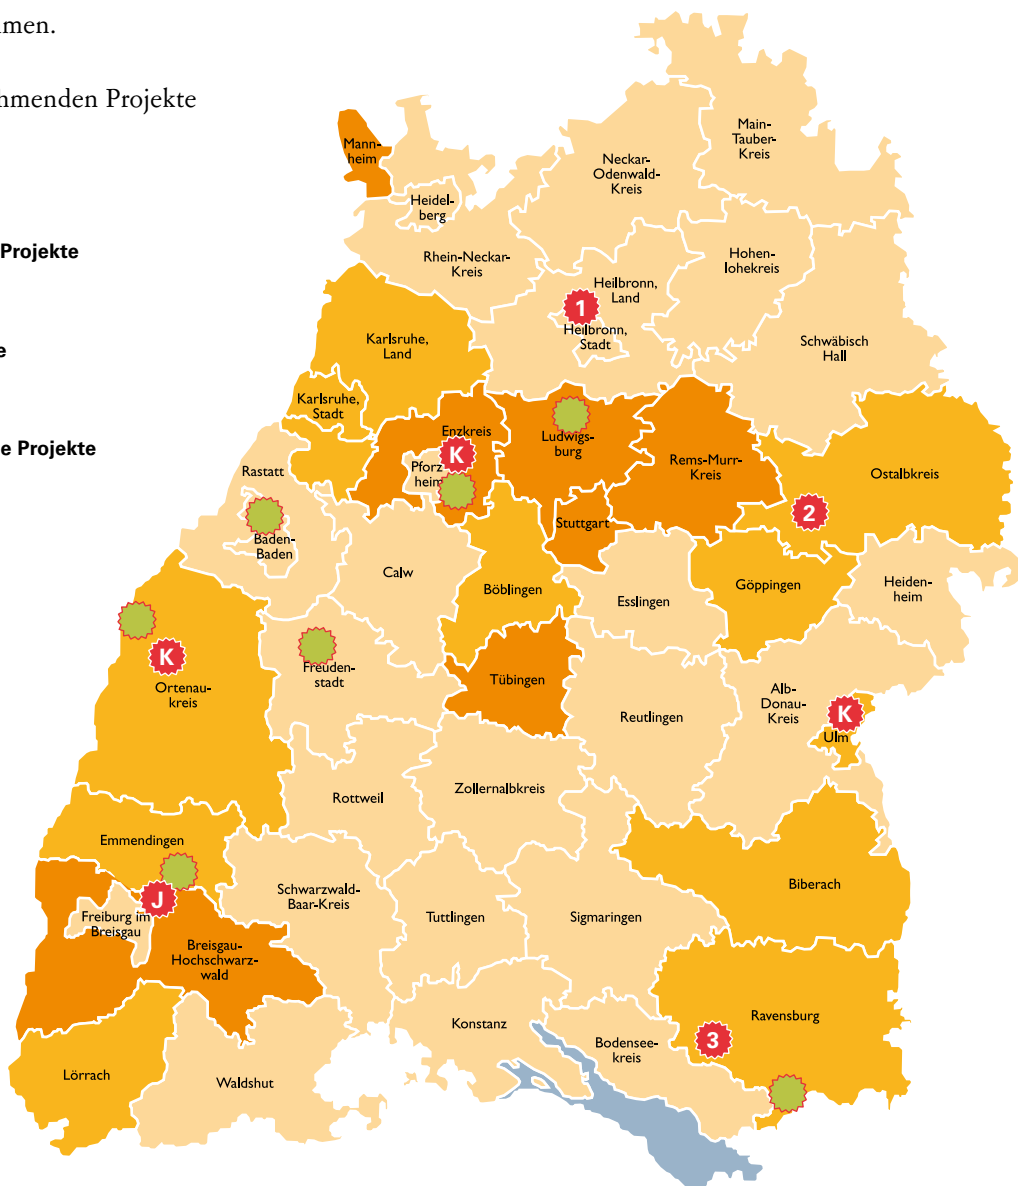 men.
hmenden Projekte
Projekte
e
e Projekte
Main-
Tauber-
Kreis
Mann-
heim
Neckar-
Odenwald-
Kreis
Heidel-
berg
Rhein-Neckar-
Kreis
Hohen-
lohekreis
Heilbronn,
Land
1
Heilbronn,
Stadt
Karlsruhe,
Land
Schwäbisch
Hall
Karlsruhe,
Stadt
Enzkreis
K
Ludwigs-
burg
Pforz
heim
Rems-Murr-
Kreis
Ostalbkreis
Rastatt
2
Stuttgart
Baden-
Baden
Calw
Böblingen
Esslingen
Göppingen
Heiden-
heim
K
Ortenau-
kreis
Freuden-
stadt
Tübingen
Reutlingen
Alb-
Donau-
Kreis
K
Ulm
Rottweil
Zollernalbkreis
Emmendingen
Biberach
Schwarzwald-
Baar-Kreis
J
Freiburg im
Breisgau
Tuttlingen
Sigmaringen
Breisgau-
Hochschwarz-
wald
Konstanz
Ravensburg
3
Bodensee-
kreis
Lörrach
Waldshut